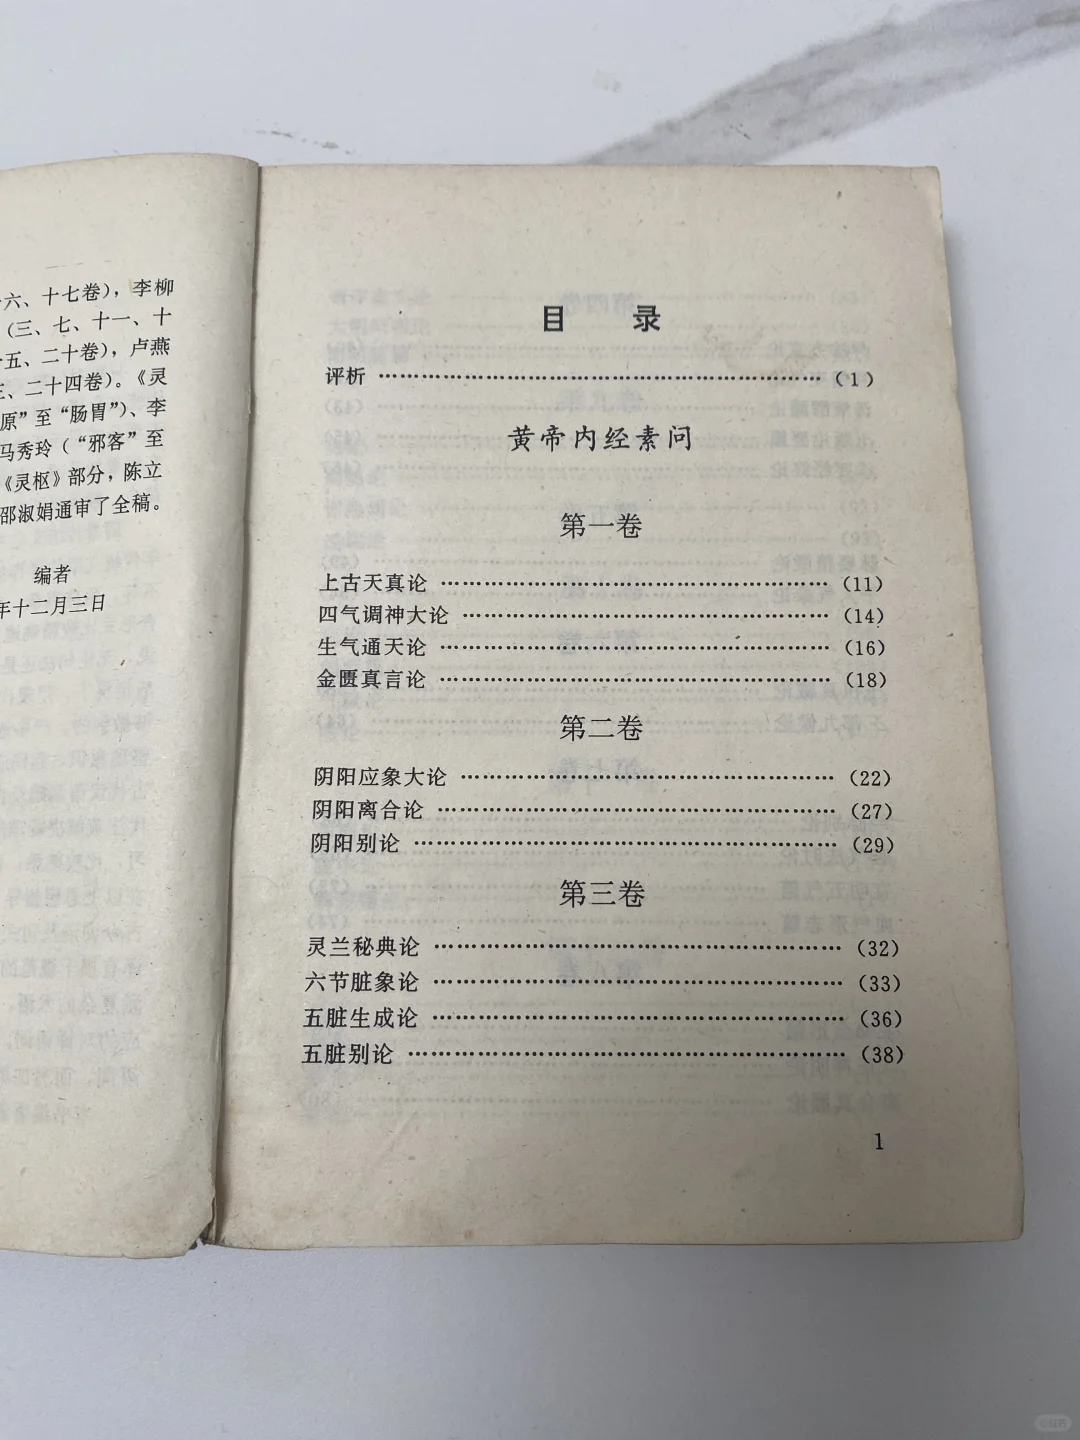 六、十七卷），李柳
（三、七、十一、十
五、二十卷），卢燕
、二十四卷）。《灵
原”至“肠胃”）、李
马秀玲（“邪客”至
《灵枢》部分，陈立
邵淑娟通审了全稿。
编者
年十二月三日
目 录
评析 ……………………………………………………（1）
黄帝内经素问
第一卷
上古天真论 ……………………………………………（11）
四气调神大论 …………………………………………（14）
生气通天论 ……………………………………………（16）
金匮真言论 ……………………………………………（18）
第二卷
阴阳应象大论 …………………………………………（22）
阴阳离合论 ……………………………………………（27）
阴阳别论 ………………………………………………（29）
第三卷
灵兰秘典论 ……………………………………………（32）
六节脏象论 ……………………………………………（33）
五脏生成论 ……………………………………………（36）
五脏别论 ………………………………………………（38）
1